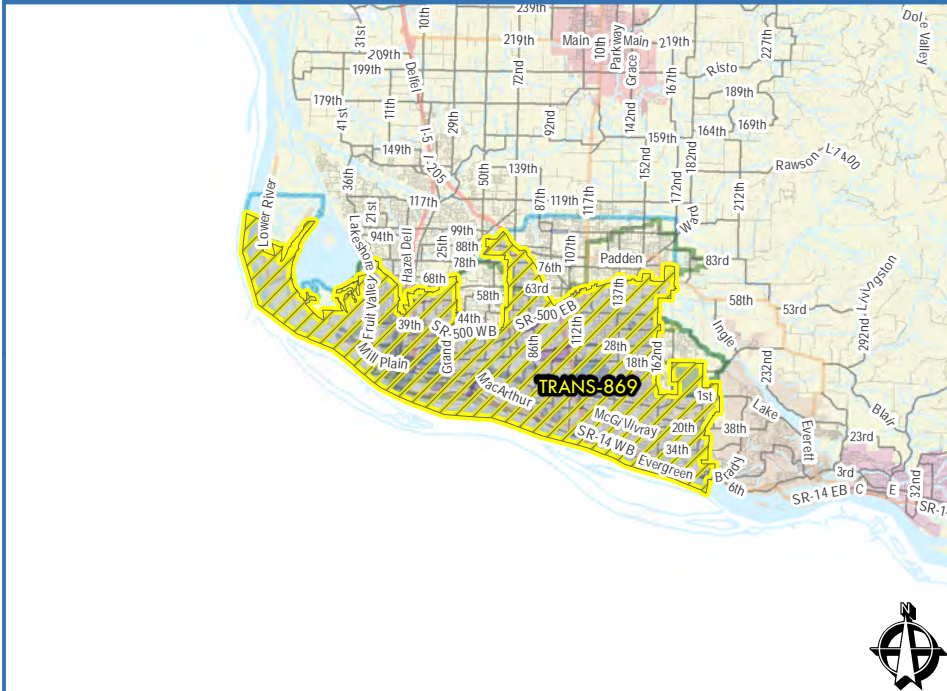 239th
10th
31st
219th
Main
10th
Parkway
Main
Grace
219th
227th
Dole Valley
209th
Delfel
72nd
199th
167th
Risto
179th
11th
29th
92nd
142nd
189th
41st
I-5
I-205
159th
164th
169th
149th
36th
50th
139th
152nd
182nd
Rawson
L-1400
117th
87th
119th
117th
172nd
212th
Lower River
21st
94th
Lakeshore
Hazel Dell
25th
99th
88th
78th
107th
Ward
68th
76th
Padden
83rd
63rd
58th
137th
58th
53rd
292nd
Livingston
Fruit Valley
39th
SR-500 WB
44th
SR-500 EB
112th
Ingle
Grand
86th
28th
162nd
18th
232nd
Mill Plain
MacArthur
TRANS-869
1st
Lake
Blair
McGillivray
20th
38th
Everett
23rd
SR-14 WB
34th
Evergreen
Brady
6th
3rd
SR-14 EB
C
E
32nd
SR-1
N